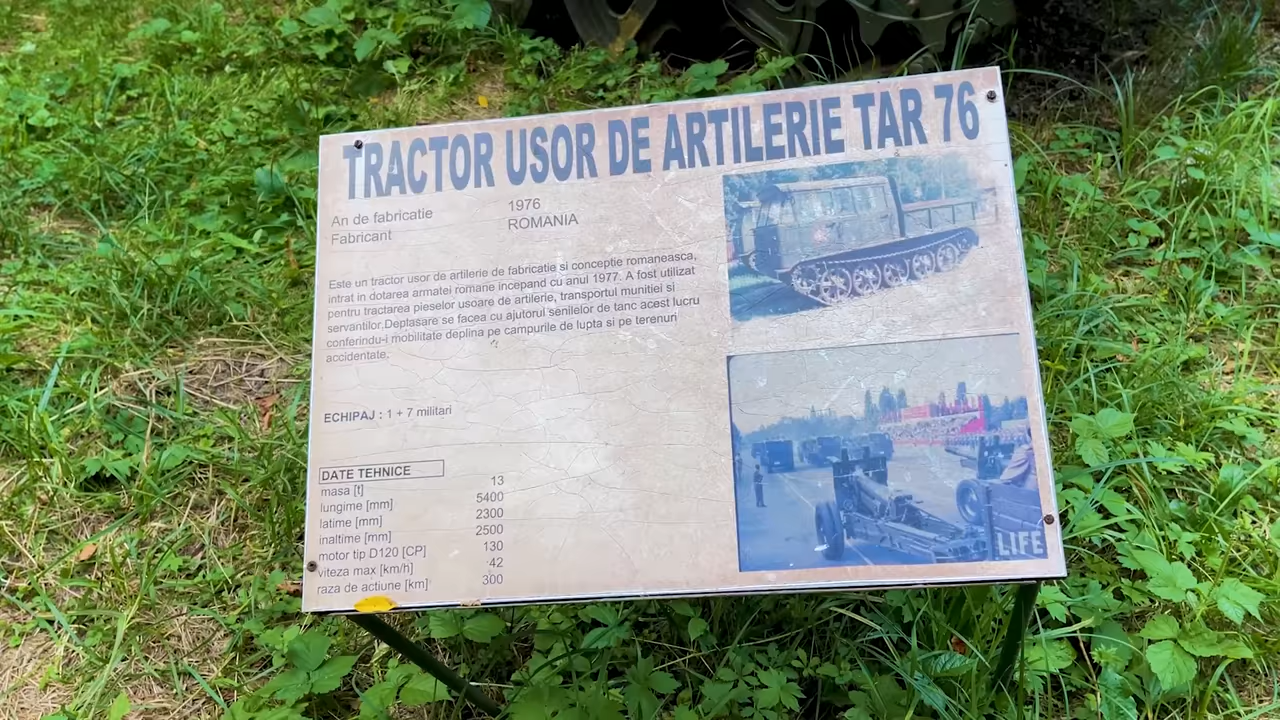 TRACTOR USOR DE ARTILERIE TAR 76
An de fabricatie 1976
Fabricant ROMANIA
Este un tractor usor de artilerie de fabricatie si conceptie romaneasca,
intrat in dotarea armatei romane incepand cu anul 1977. A fost utilizat
pentru tractarea pieselor usoare de artilerie, transportul munitiei si
servantilor.Deplasare se facea cu ajutorul senilelor de tanc acest lucru
conferindu-i mobilitate deplina pe campurile de lupta si pe terenuri
accidentate.
ECHIPAJ : 1 + 7 militari
DATE TEHNICE
masa [t] 13
lungime [mm] 5400
latime [mm] 2300
inaltime [mm] 2500
motor tip D120 [CP] 130
viteza max [km/h] 42
raza de actiune [km] 300
LIFE